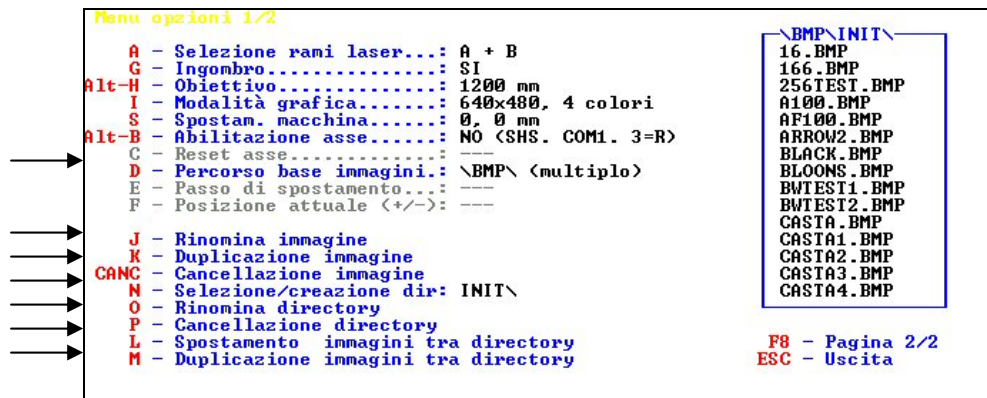 Menu opzioni 1/2
A - Selezione rami laser...: A + B
G - Ingombro...............: SI
Alt-H - Obiettivo..............: 1200 mm
I - Modalità grafica.......: 640x480, 4 colori
S - Spostam. macchina......: 0, 0 mm
Alt-B - Abilitazione asse......: NO (SHS. COM1. 3=R)
C - Reset asse.............: ---
D - Percorso base immagini.: \BMP\ (multiplo)
E - Passo di spostamento...: ---
F - Posizione attuale (+/-): ---
J - Rinomina immagine
K - Duplicazione immagine
CANC - Cancellazione immagine
N - Selezione/creazione dir: INIT\
O - Rinomina directory
P - Cancellazione directory
L - Spostamento immagini tra directory
M - Duplicazione immagini tra directory
\BMP\INIT\
16.BMP
166.BMP
256TEST.BMP
A100.BMP
AF100.BMP
ARROW2.BMP
BLACK.BMP
BLOONS.BMP
BWTEST1.BMP
BWTEST2.BMP
CASTA.BMP
CASTA1.BMP
CASTA2.BMP
CASTA3.BMP
CASTA4.BMP
F8 - Pagina 2/2
ESC - Uscita